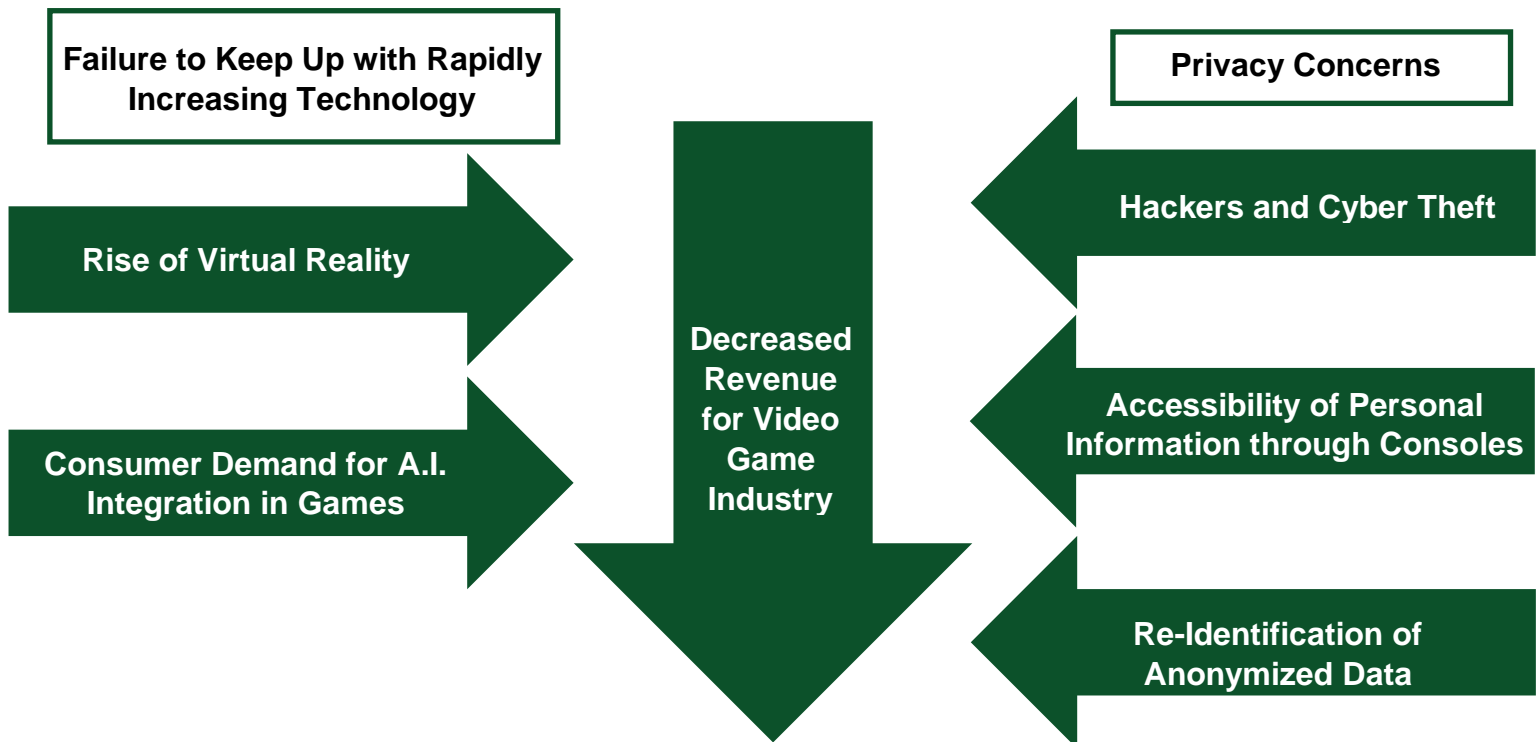 Failure to Keep Up with Rapidly
Increasing Technology
Rise of Virtual Reality
Consumer Demand for A.I.
Integration in Games
Decreased
Revenue
for Video
Game
Industry
Privacy Concerns
Hackers and Cyber Theft
Accessibility of Personal
Information through Consoles
Re-Identification of
Anonymized Data